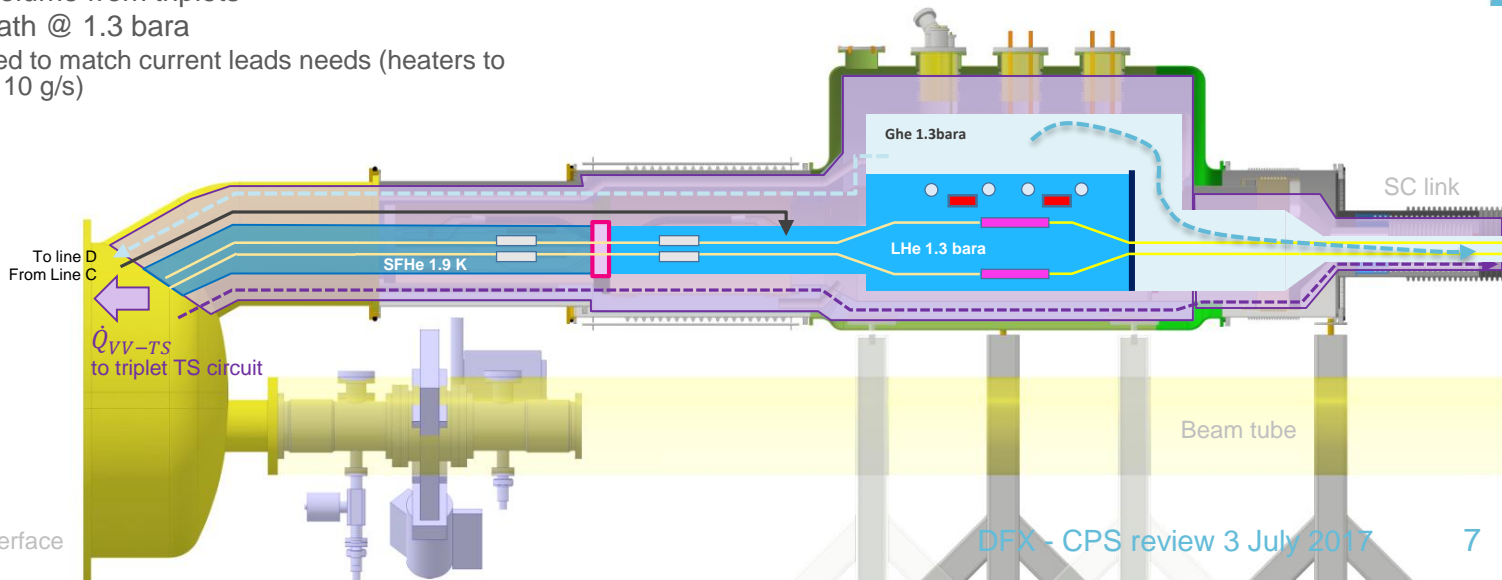 ath @ 1.3 bara
ed to match current leads needs (heaters to
10 g/s)
Ghe 1.3bara
SC link
LHe 1.3 bara
SFHe 1.9 K
To line D
From Line C
Q̇_VV−TS
to triplet TS circuit
Beam tube
erface
DFX - CPS review 3 July 2017
7